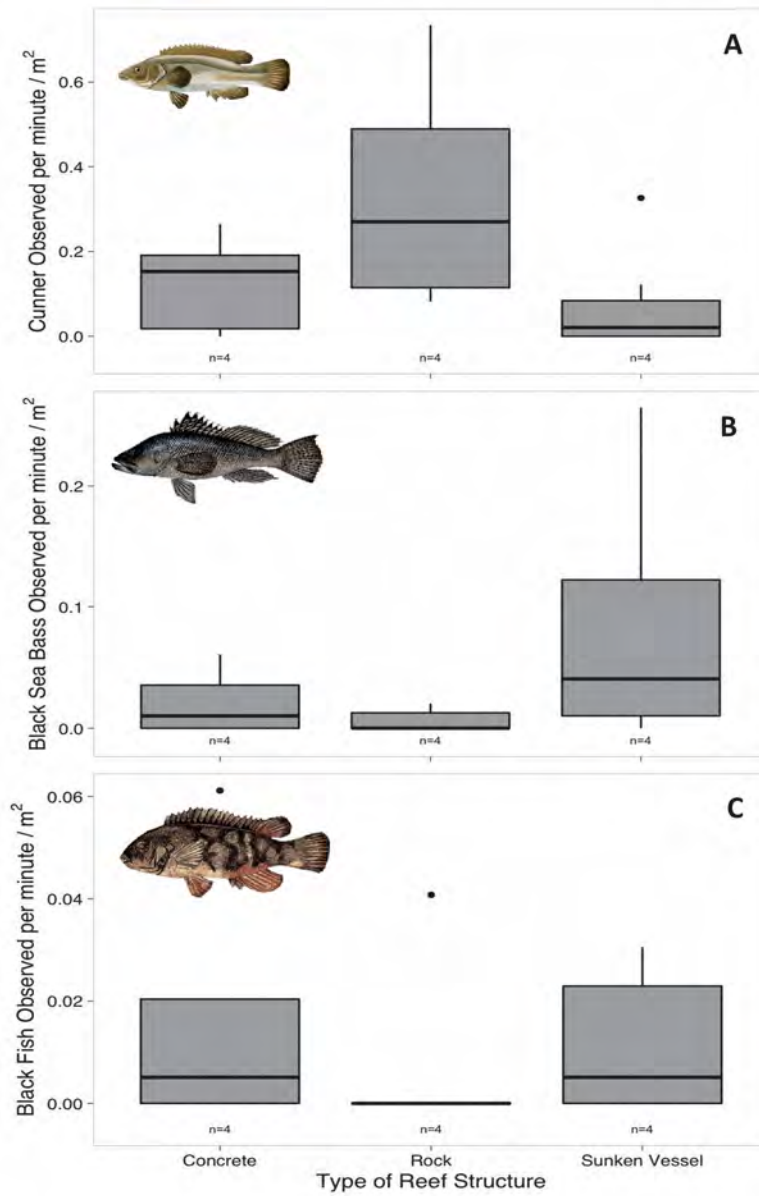 A
Cunner Observed per minute / m²
0.6
0.4
0.2
0.0
n=4
n=4
n=4
B
Black Sea Bass Observed per minute / m²
0.2
0.1
0.0
n=4
n=4
n=4
C
Black Fish Observed per minute / m²
0.06
0.04
0.02
0.00
n=4
n=4
n=4
Concrete
Rock
Sunken Vessel
Type of Reef Structure